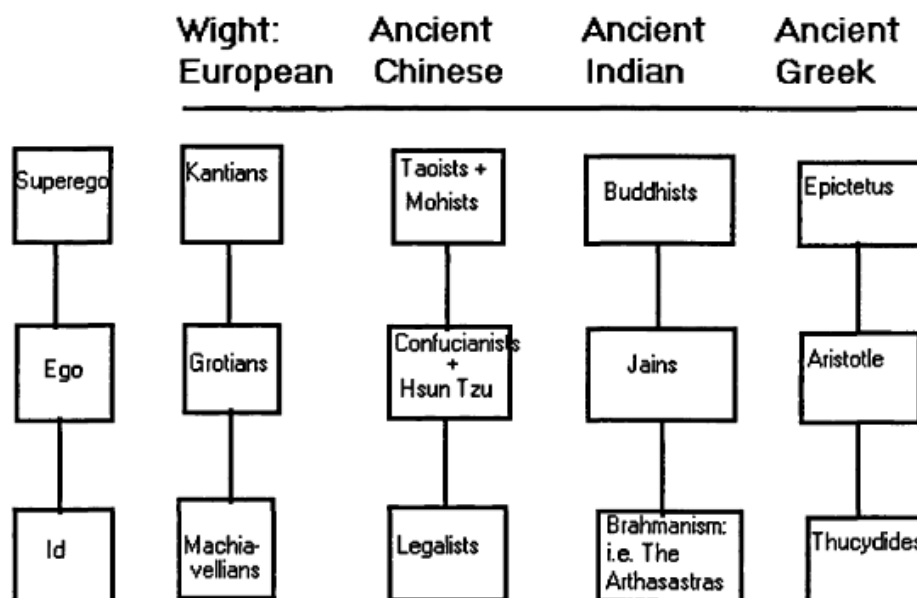 Wight:
European
Ancient
Chinese
Ancient
Indian
Ancient
Greek
Superego
Kantians
Taoists +
Mohists
Buddhists
Epictetus
Ego
Grotians
Confucianists
+
Hsun Tzu
Jains
Aristotle
Id
Machia-
vellians
Legalists
Brahmanism:
i.e. The
Arthasastras
Thucydides